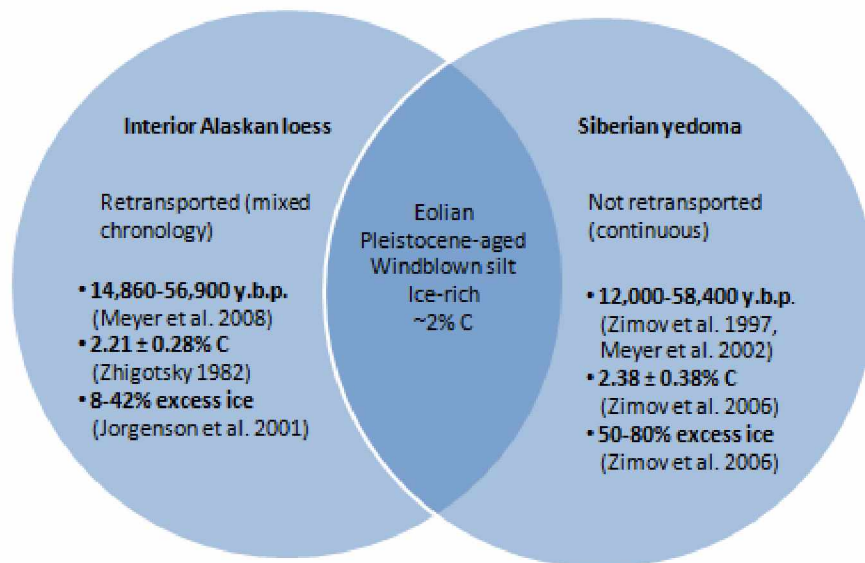 Interior Alaskan loess
Retransported (mixed
chronology)
• 14,860-56,900 y.b.p.
(Meyer et al. 2008)
• 2.21 ± 0.28% C
(Zhigotsky 1982)
• 8-42% excess ice
(Jorgenson et al. 2001)
Eolian
Pleistocene-aged
Windblown silt
Ice-rich
~2% C
Siberian yedoma
Not retransported
(continuous)
• 12,000-58,400 y.b.p.
(Zimov et al. 1997,
Meyer et al. 2002)
• 2.38 ± 0.38% C
(Zimov et al. 2006)
• 50-80% excess ice
(Zimov et al. 2006)